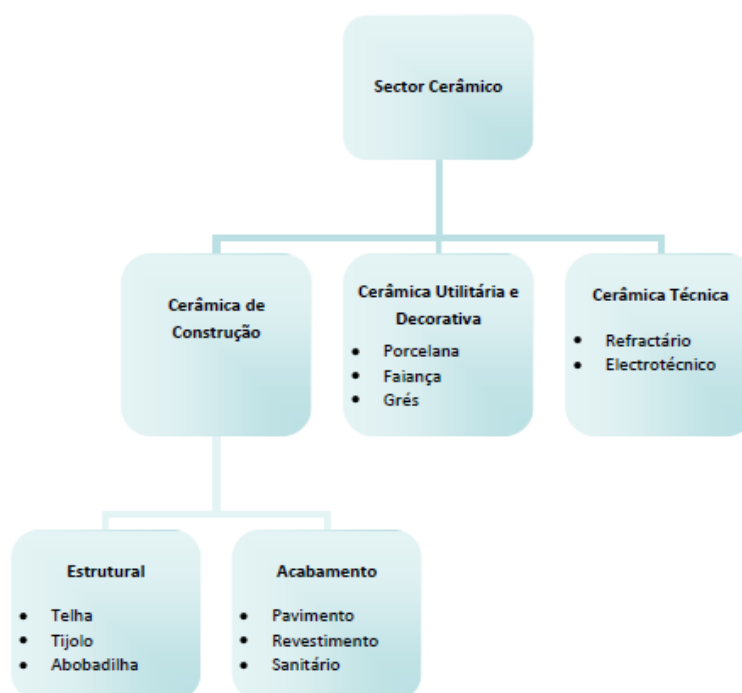 Sector Cerâmico
Cerâmica de
Construção
Cerâmica Utilitária e
Decorativa
• Porcelana
• Faiança
• Grés
Cerâmica Técnica
• Refractário
• Electrotécnico
Estrutural
• Telha
• Tijolo
• Abobadilha
Acabamento
• Pavimento
• Revestimento
• Sanitário